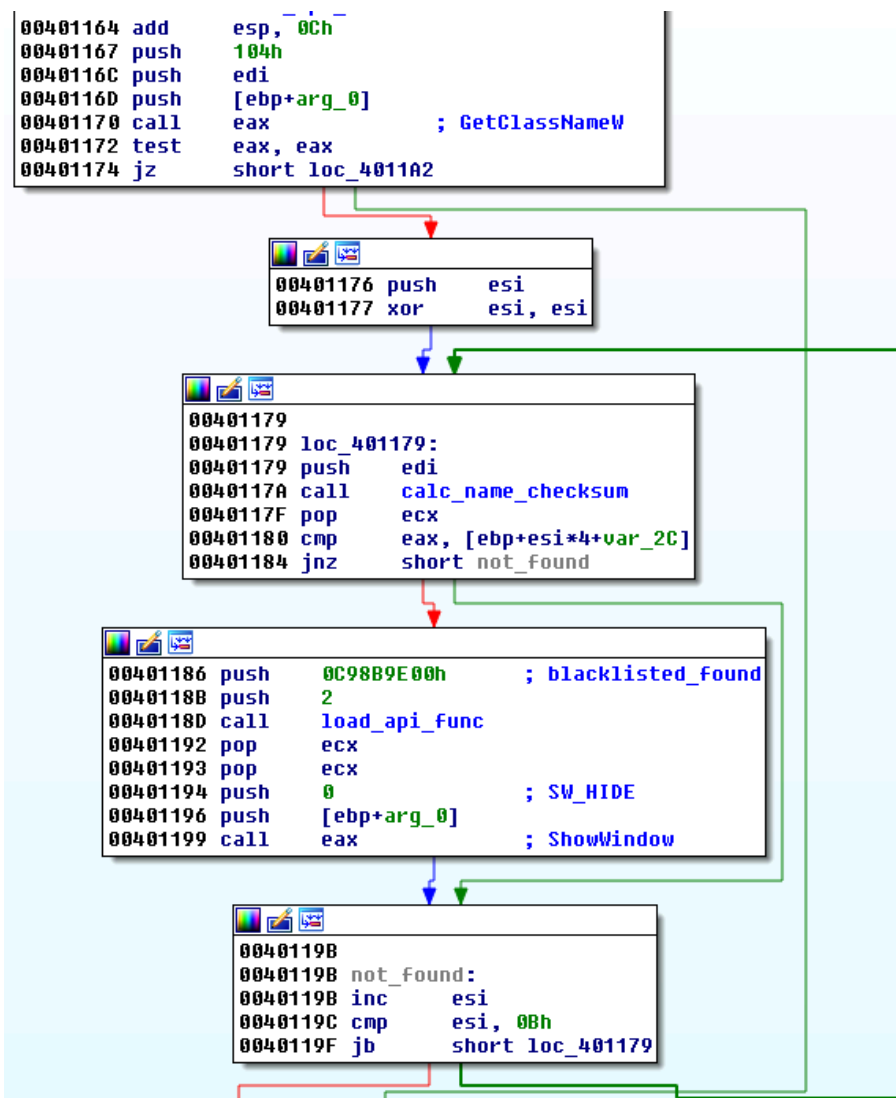 00401164 add esp, 0Ch
00401167 push 104h
0040116C push edi
0040116D push [ebp+arg_0]
00401170 call eax ; GetClassNameW
00401172 test eax, eax
00401174 jz short loc_4011A2
00401176 push esi
00401177 xor esi, esi
00401179
00401179 loc_401179:
00401179 push edi
0040117A call calc_name_checksum
0040117F pop ecx
00401180 cmp eax, [ebp+esi*4+var_2C]
00401184 jnz short not_found
00401186 push 0C98B9E00h ; blacklisted_found
0040118B push 2
0040118D call load_api_func
00401192 pop ecx
00401193 pop ecx
00401194 push 0 ; SW_HIDE
00401196 push [ebp+arg_0]
00401199 call eax ; ShowWindow
0040119B
0040119B not_found:
0040119B inc esi
0040119C cmp esi, 0Bh
0040119F jb short loc_401179